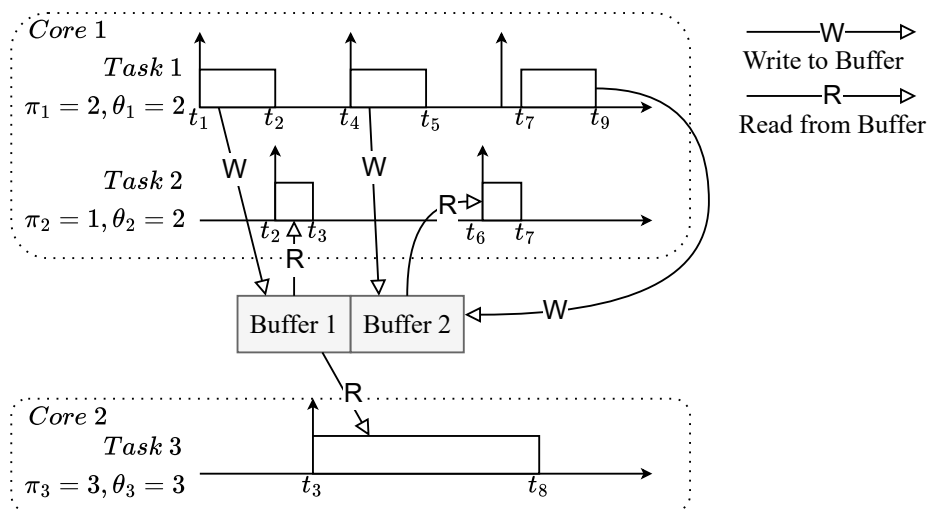 Core 1
W
Write to Buffer
R
Read from Buffer
Task 1
π₁ = 2, θ₁ = 2
t₁
t₂
t₄
t₅
t₇
t₉
W
W
Task 2
π₂ = 1, θ₂ = 2
R
t₂
t₃
t₆
t₇
R
Buffer 1
Buffer 2
W
R
Core 2
Task 3
π₃ = 3, θ₃ = 3
t₃
t₈